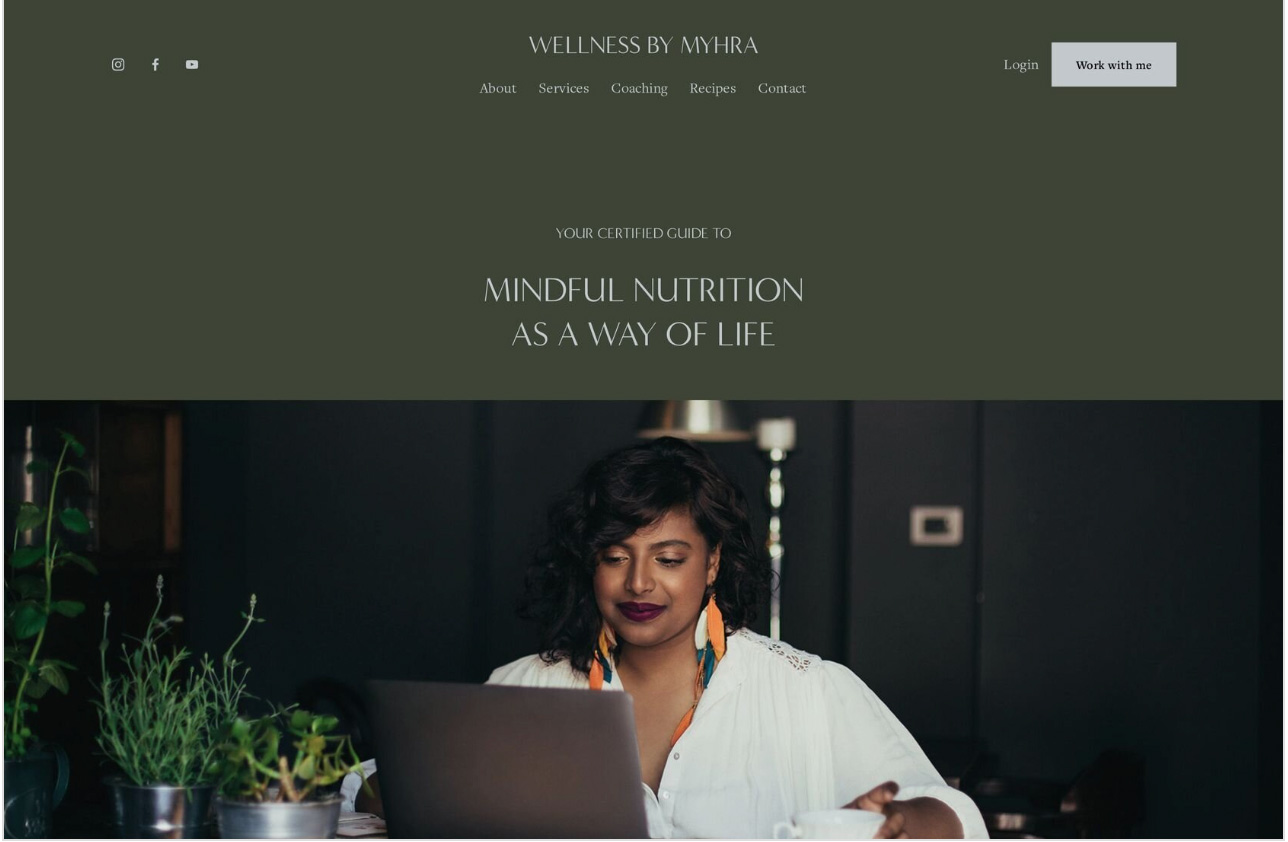 WELLNESS BY MYHRA
About Services Coaching Recipes Contact
Login
Work with me
YOUR CERTIFIED GUIDE TO
MINDFUL NUTRITION
AS A WAY OF LIFE